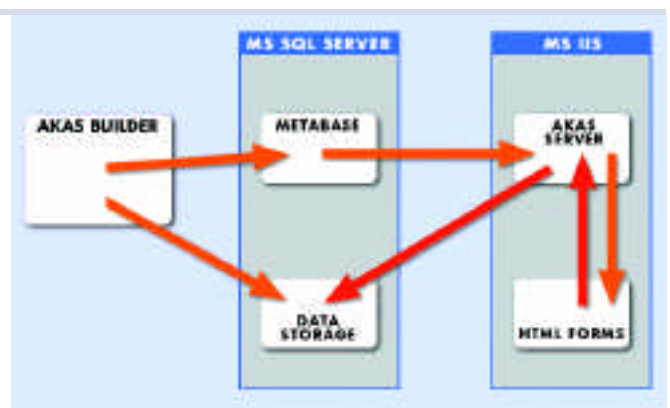 MS SQL SERVER
MS IIS
AKAS BUILDER
METABASE
AKAS
SERVER
DATA
STORAGE
HTML FORMS